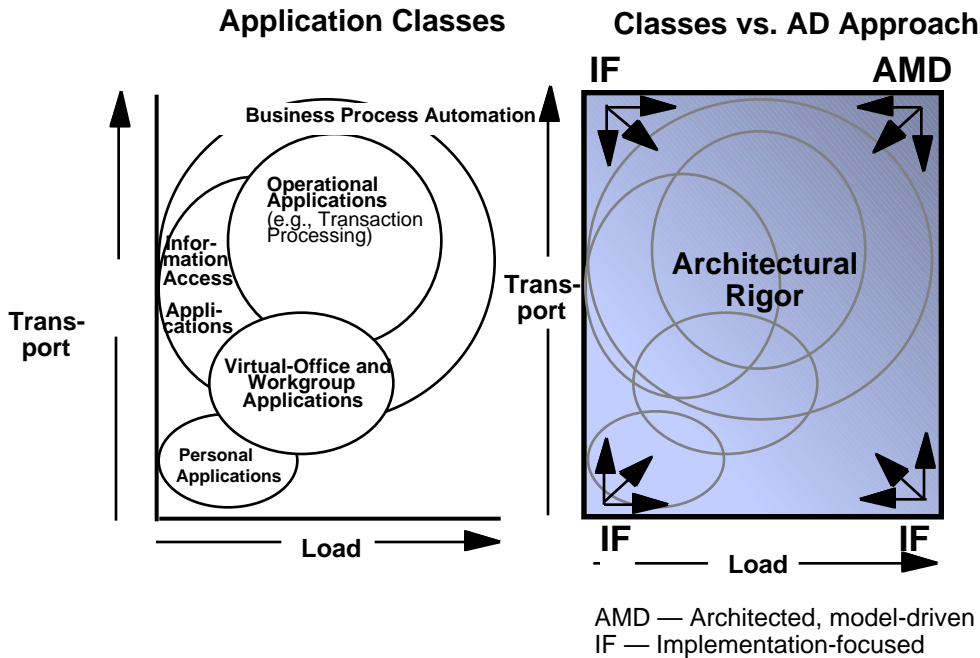 Application Classes
Classes vs. AD Approach
IF
AMD
Business Process Automation
Operational
Applications
(e.g., Transaction
Processing)
Infor-
mation
Access
Appli-
cations
Trans-
port
Virtual-Office and
Workgroup
Applications
Personal
Applications
Load
Trans-
port
Architectural
Rigor
IF
IF
Load
AMD — Architected, model-driven
IF — Implementation-focused